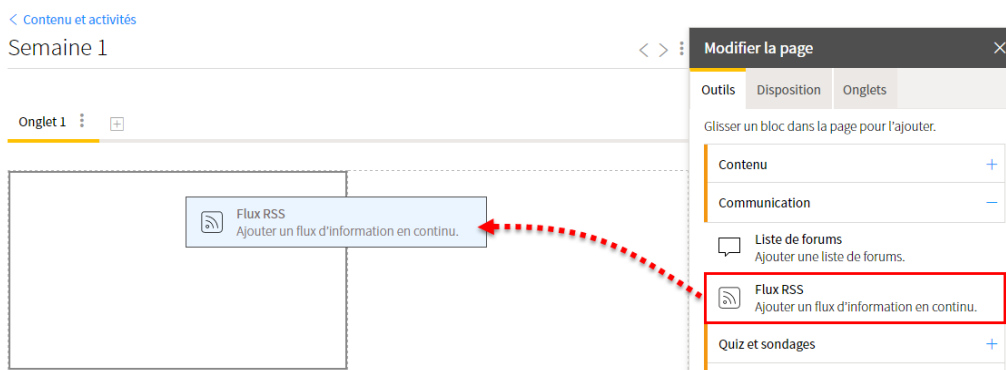 Contenu et activités
Semaine 1
Onglet 1
Flux RSS
Ajouter un flux d'information en continu.
Modifier la page
Outils
Disposition
Onglets
Glisser un bloc dans la page pour l'ajouter.
Contenu
Communication
Liste de forums
Ajouter une liste de forums.
Flux RSS
Ajouter un flux d'information en continu.
Quiz et sondages